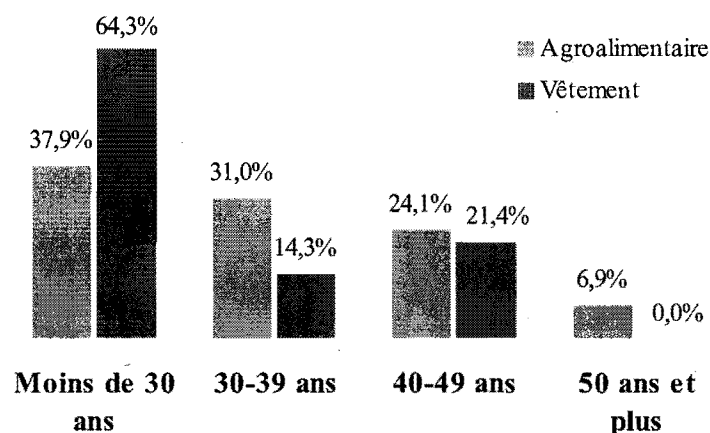 64,3%
Agroalimentaire
Vêtement
37,9%
31,0%
24,1%
21,4%
14,3%
6,9%
0,0%
Moins de 30
ans
30-39 ans
40-49 ans
50 ans et
plus